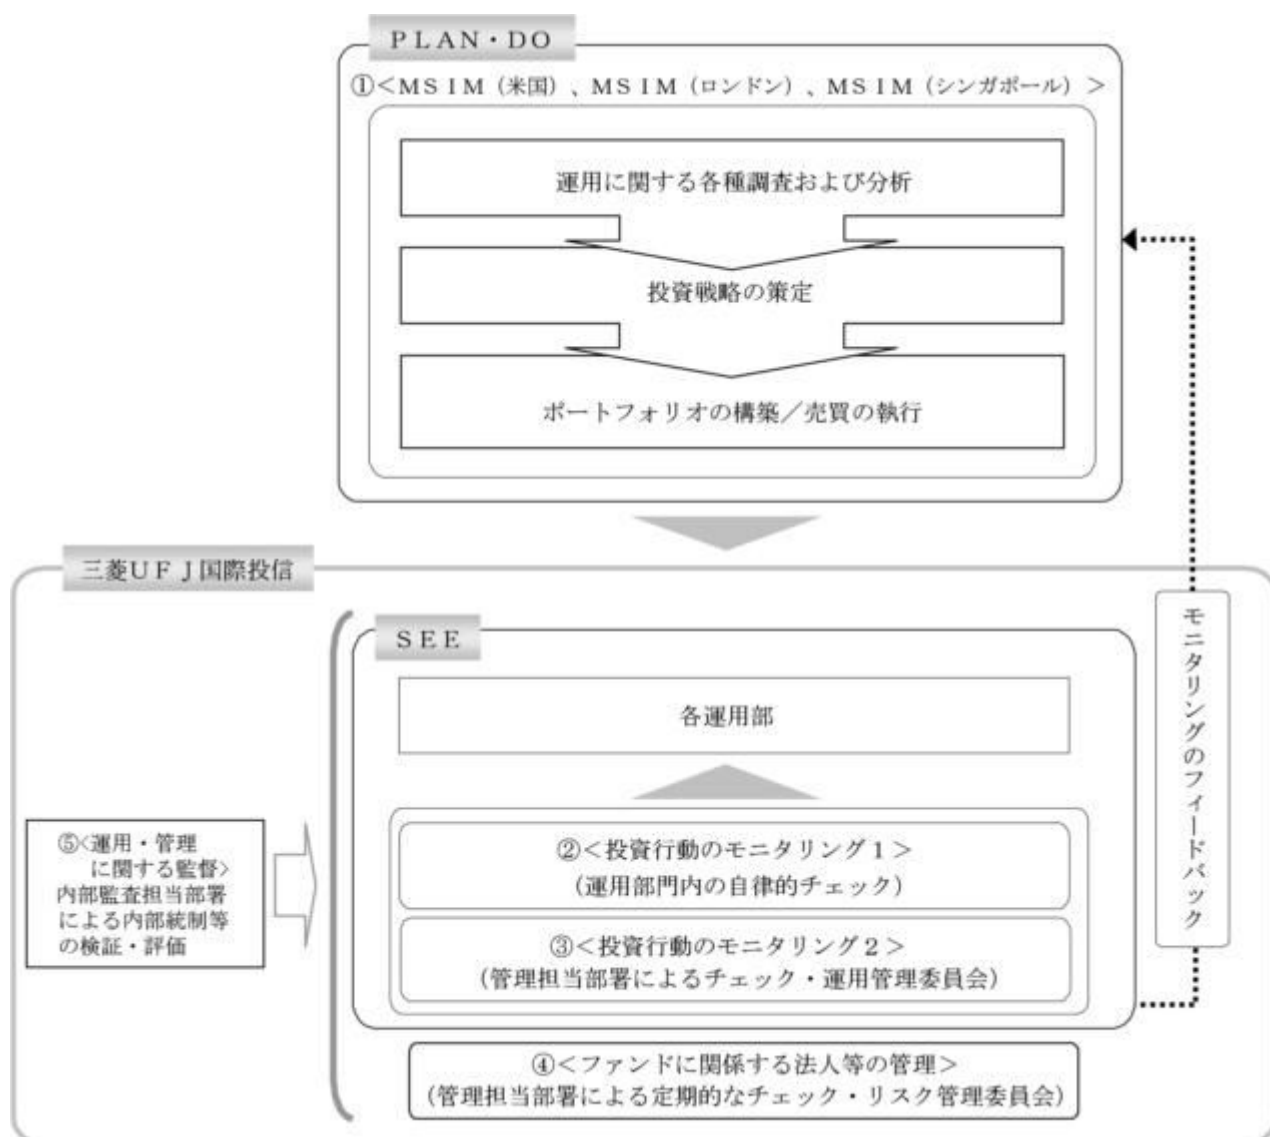 ＰＬＡＮ・ＤＯ
①＜ＭＳＩＭ（米国）、ＭＳＩＭ（ロンドン）、ＭＳＩＭ（シンガポール）＞
運用に関する各種調査および分析
投資戦略の策定
ポートフォリオの構築／売買の執行
三菱ＵＦＪ国際投信
ＳＥＥ
各運用部
②＜投資行動のモニタリング１＞
（運用部門内の自律的チェック）
③＜投資行動のモニタリング２＞
（管理担当部署によるチェック・運用管理委員会）
④＜ファンドに関係する法人等の管理＞
（管理担当部署による定期的なチェック・リスク管理委員会）
⑤<運用・管理
に関する監督>
内部監査担当部署
による内部統制等
の検証・評価
モニタリングのフィードバック